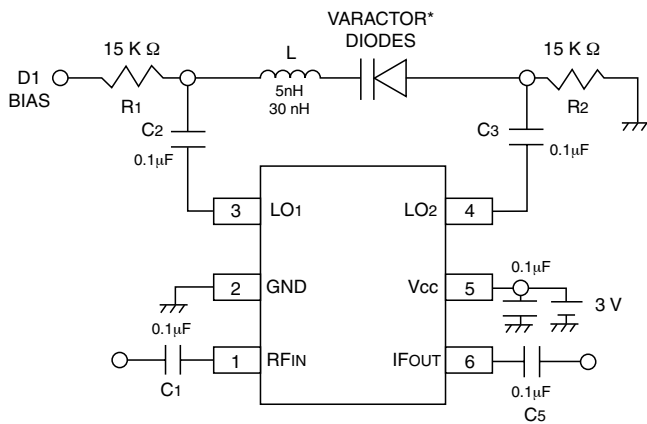 VARACTOR*
DIODES
15 K Ω
L
15 K Ω
D1
BIAS
R1
5nH
30 nH
R2
C2
0.1µF
C3
0.1µF
3
LO1
LO2
4
2
GND
VCC
5
0.1µF
3 V
0.1µF
1
RFIN
IFOUT
6
C1
0.1µF
C5